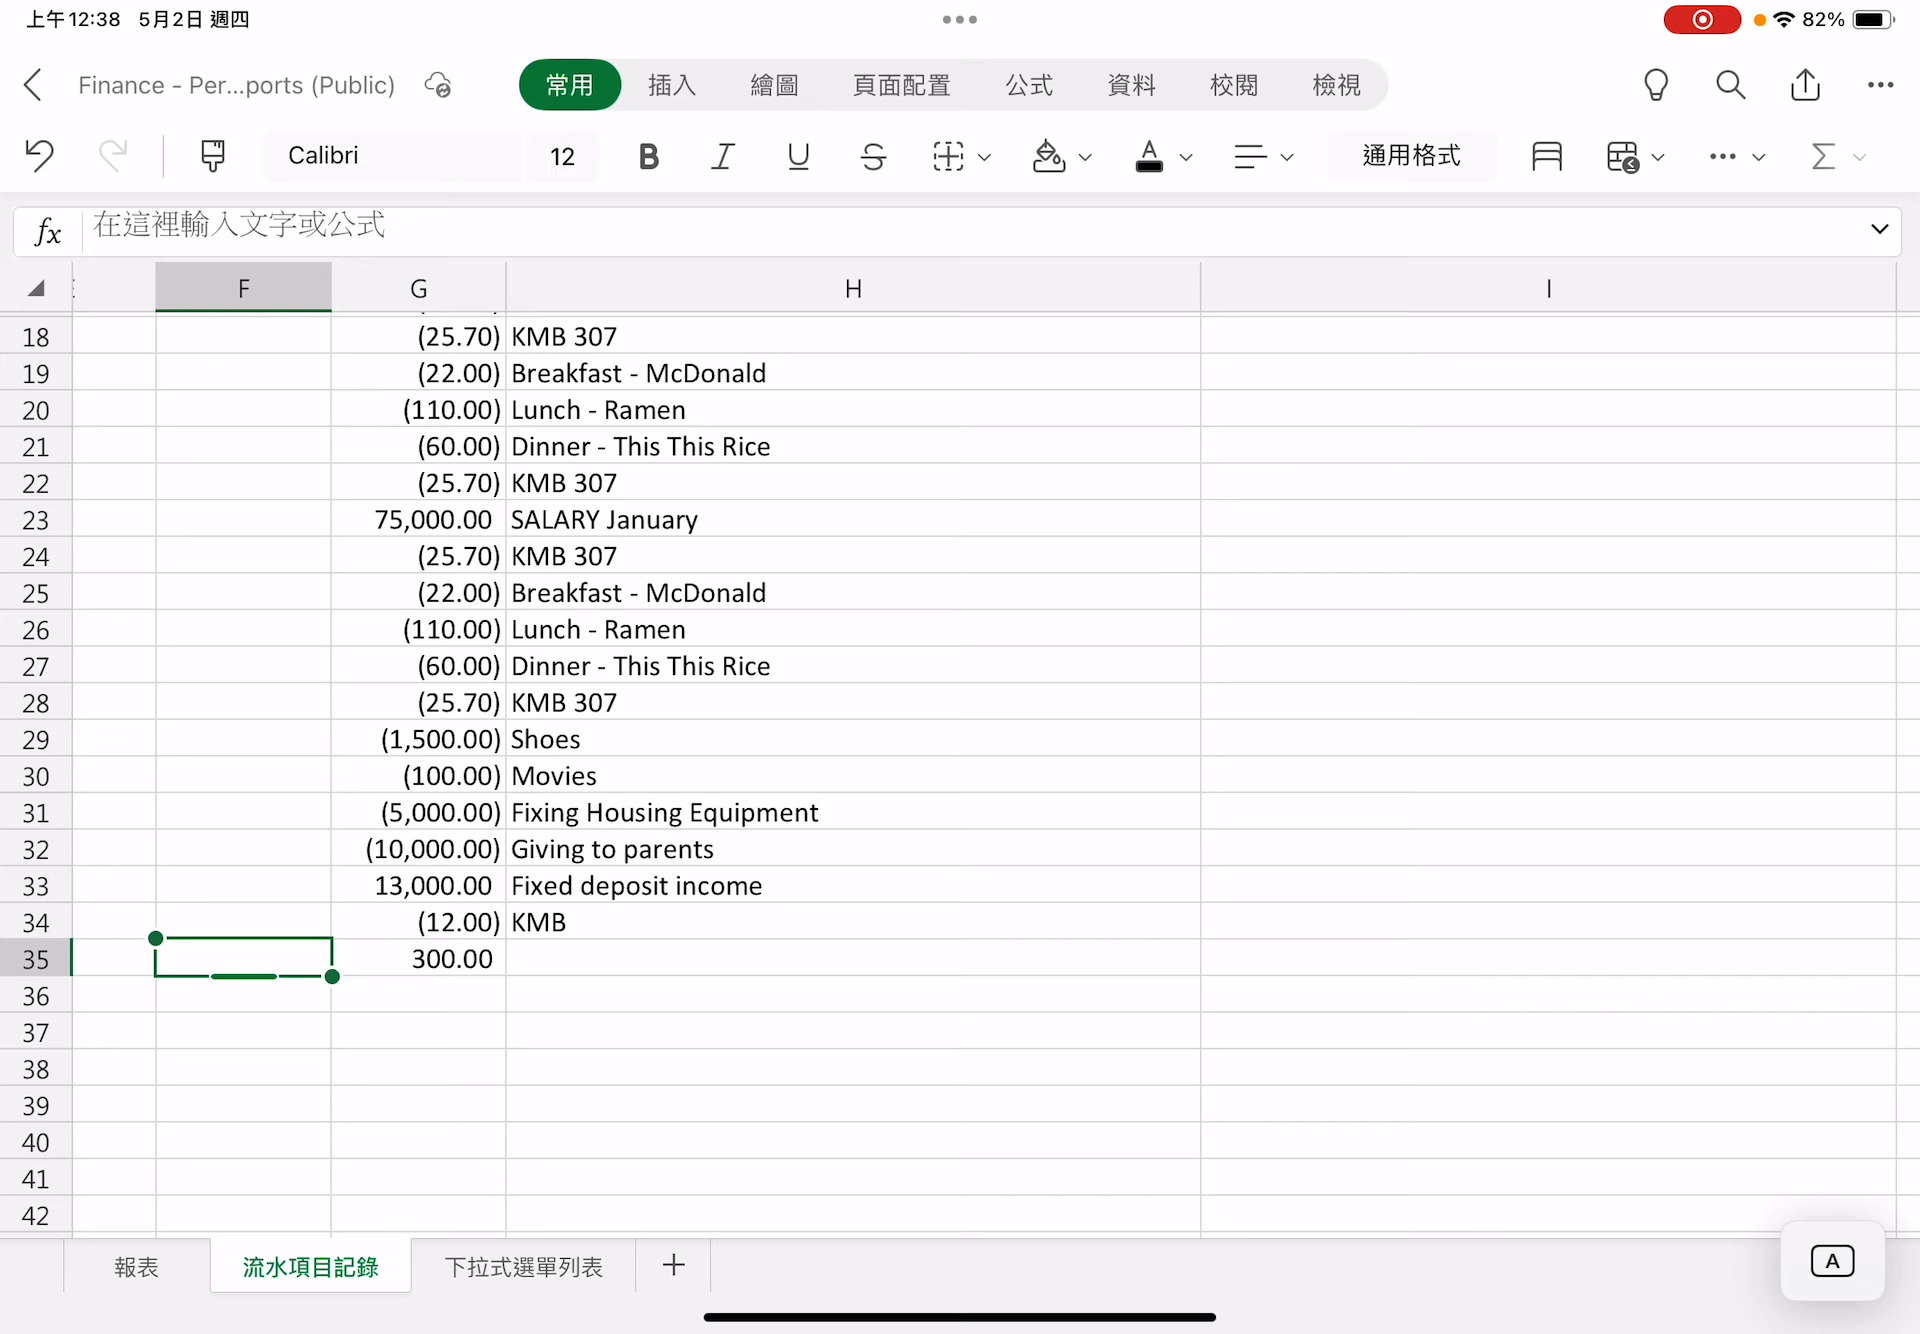 上午12:38 5月2日 週四
82%
Finance - Per...ports (Public)
常用 插入 繪圖 頁面配置 公式 資料 校閱 檢視
Calibri 12 B I U S A 通用格式 Σ
fx 在這裡輸入文字或公式
F G H I
18 (25.70) KMB 307
19 (22.00) Breakfast - McDonald
20 (110.00) Lunch - Ramen
21 (60.00) Dinner - This This Rice
22 (25.70) KMB 307
23 75,000.00 SALARY January
24 (25.70) KMB 307
25 (22.00) Breakfast - McDonald
26 (110.00) Lunch - Ramen
27 (60.00) Dinner - This This Rice
28 (25.70) KMB 307
29 (1,500.00) Shoes
30 (100.00) Movies
31 (5,000.00) Fixing Housing Equipment
32 (10,000.00) Giving to parents
33 13,000.00 Fixed deposit income
34 (12.00) KMB
35 300.00
36
37
38
39
40
41
42
報表 流水項目記錄 下拉式選單列表 +
A